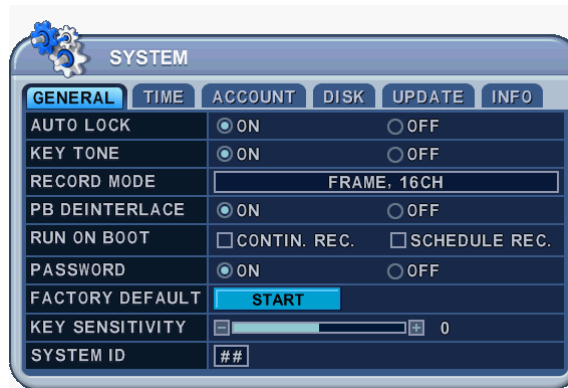 SYSTEM
GENERAL TIME ACCOUNT DISK UPDATE INFO
AUTO LOCK ON OFF
KEY TONE ON OFF
RECORD MODE FRAME, 16CH
PB DEINTERLACE ON OFF
RUN ON BOOT CONTIN. REC. SCHEDULE REC.
PASSWORD ON OFF
FACTORY DEFAULT START
KEY SENSITIVITY - + 0
SYSTEM ID ##